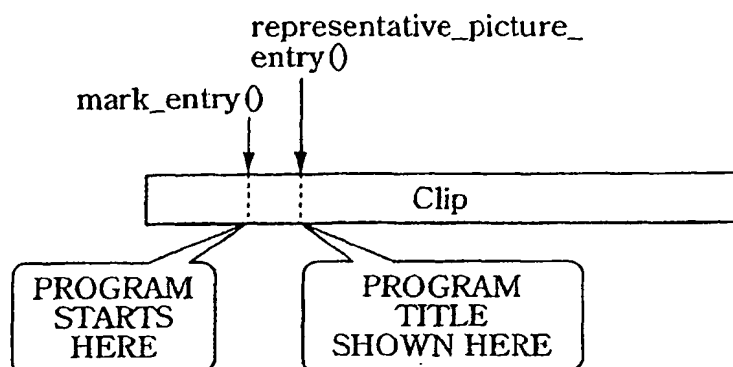 representative_picture_
entry()
mark_entry()
Clip
PROGRAM
STARTS
HERE
PROGRAM
TITLE
SHOWN HERE